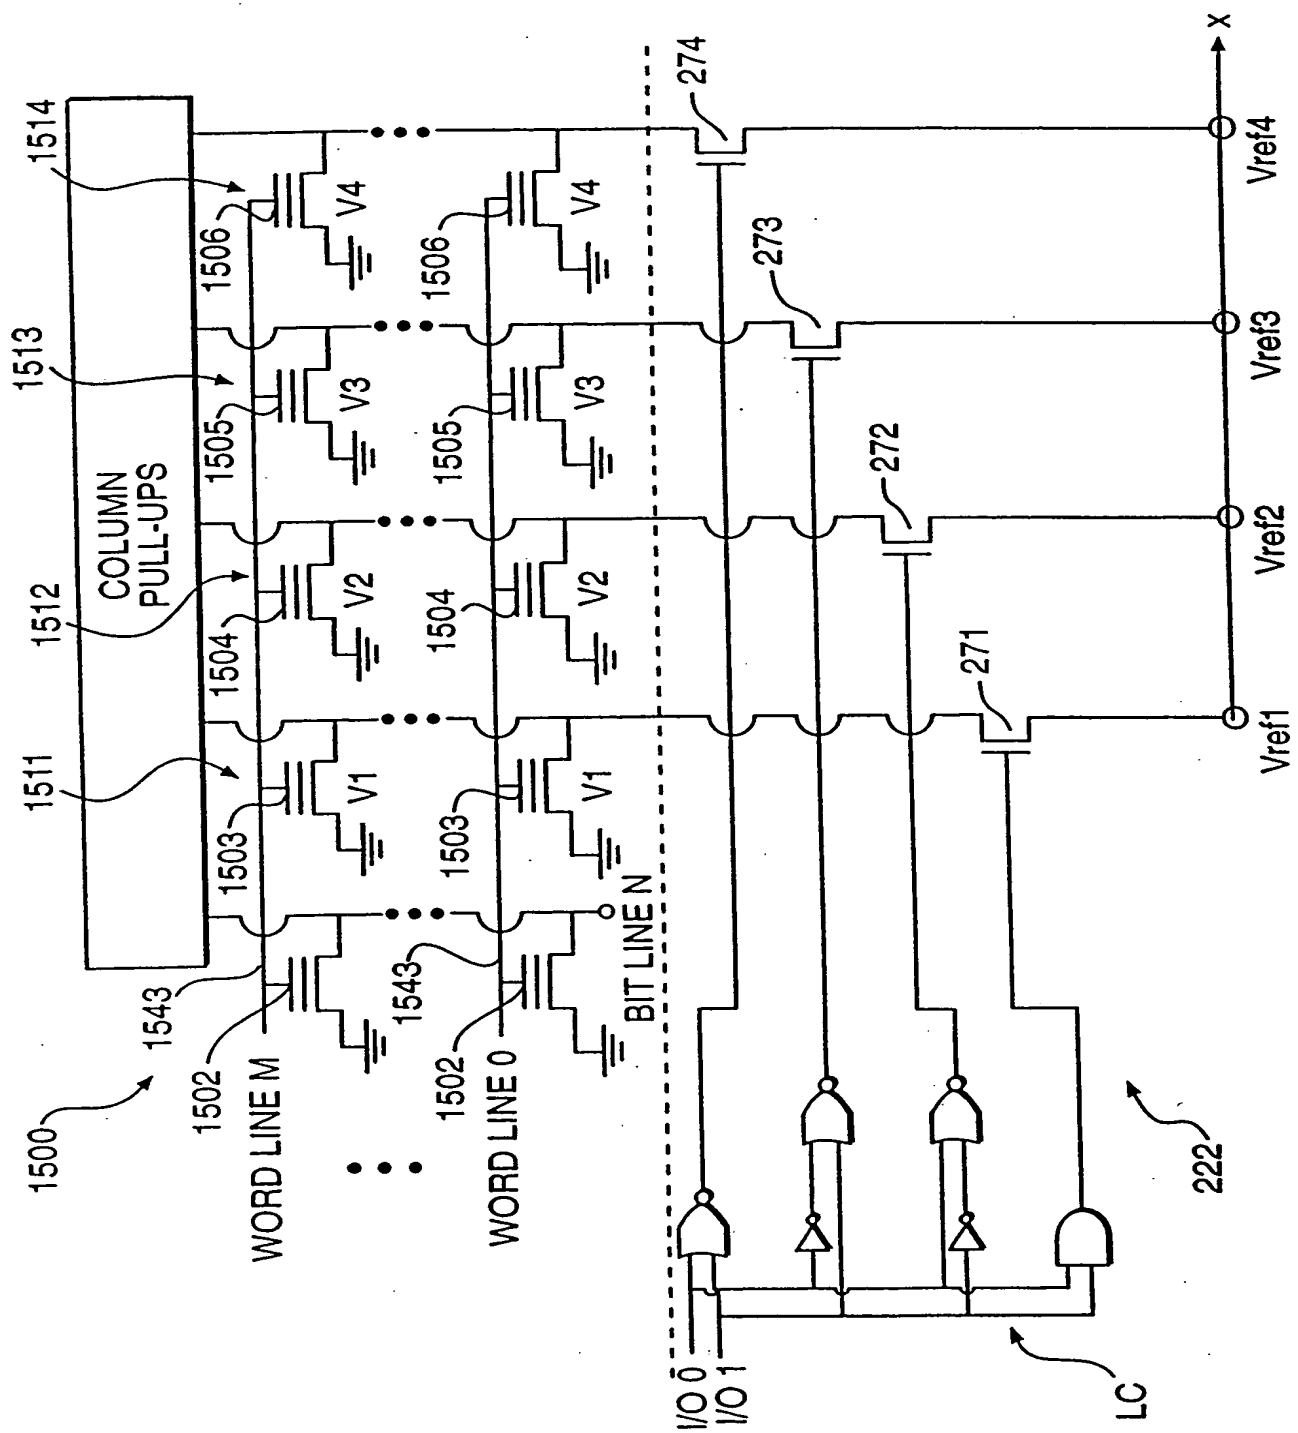 1500
1511
1512
1513
1514
COLUMN
PULL-UPS
1543
1502
1503
1504
1505
1506
WORD LINE M
V1
V2
V3
V4
1543
1502
1503
1504
1505
1506
WORD LINE 0
V1
V2
V3
V4
BIT LINE N
I/O 0
I/O 1
274
273
272
271
LC
222
Vref1
Vref2
Vref3
Vref4
X